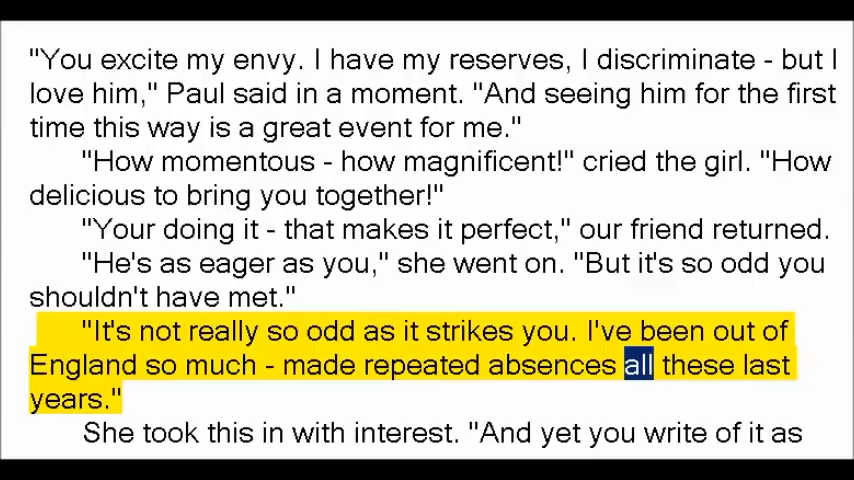 "You excite my envy. I have my reserves, I discriminate - but I
love him," Paul said in a moment. "And seeing him for the first
time this way is a great event for me."
"How momentous - how magnificent!" cried the girl. "How
delicious to bring you together!"
"Your doing it - that makes it perfect," our friend returned.
"He's as eager as you," she went on. "But it's so odd you
shouldn't have met."
"It's not really so odd as it strikes you. I've been out of
England so much - made repeated absences all these last
years."
She took this in with interest. "And yet you write of it as